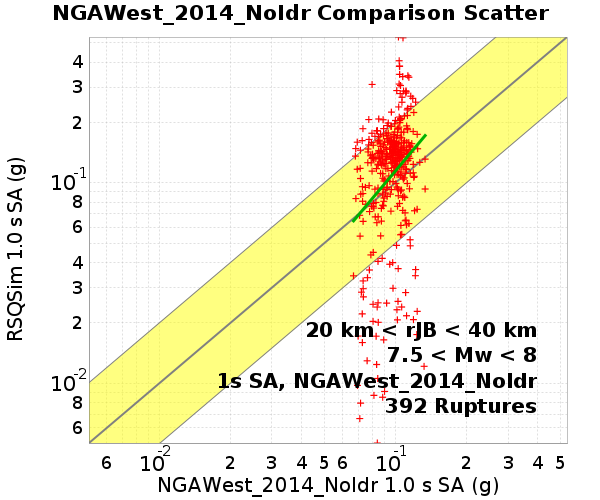 NGAWest_2014_NoIdr Comparison Scatter
RSQSim 1.0 s SA (g)
4
3
2
10^-1
8
6
4
3
2
10^-2
8
6
20 km < rJB < 40 km
7.5 < Mw < 8
1s SA, NGAWest_2014_NoIdr
392 Ruptures
6 8 10^-2 2 3 4 5 6 8 10^-1 2 3 4 5
NGAWest_2014_NoIdr 1.0 s SA (g)